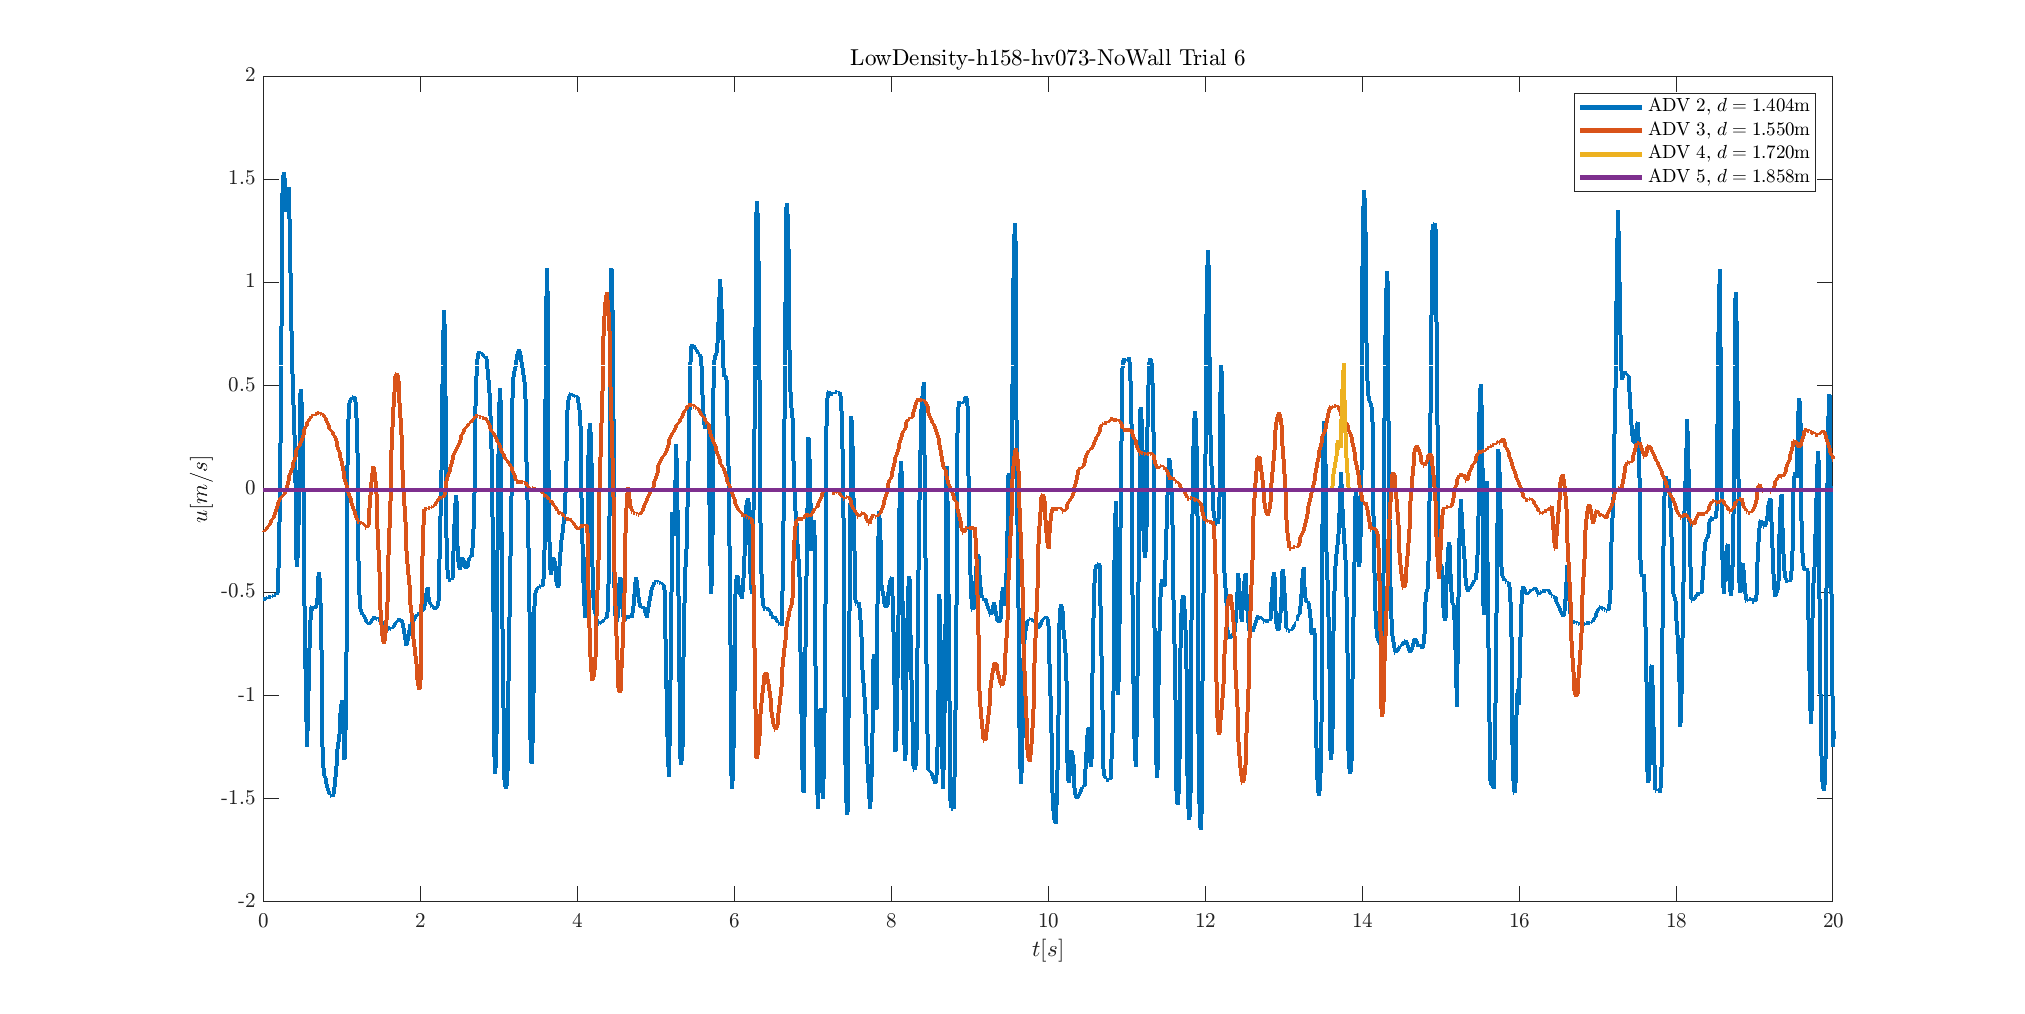 LowDensity-h158-hv073-NoWall Trial 6
ADV 2, d = 1.404m
ADV 3, d = 1.550m
ADV 4, d = 1.720m
ADV 5, d = 1.858m
2
1.5
1
0.5
0
-0.5
-1
-1.5
-2
u[m/s]
0 2 4 6 8 10 12 14 16 18 20
t[s]